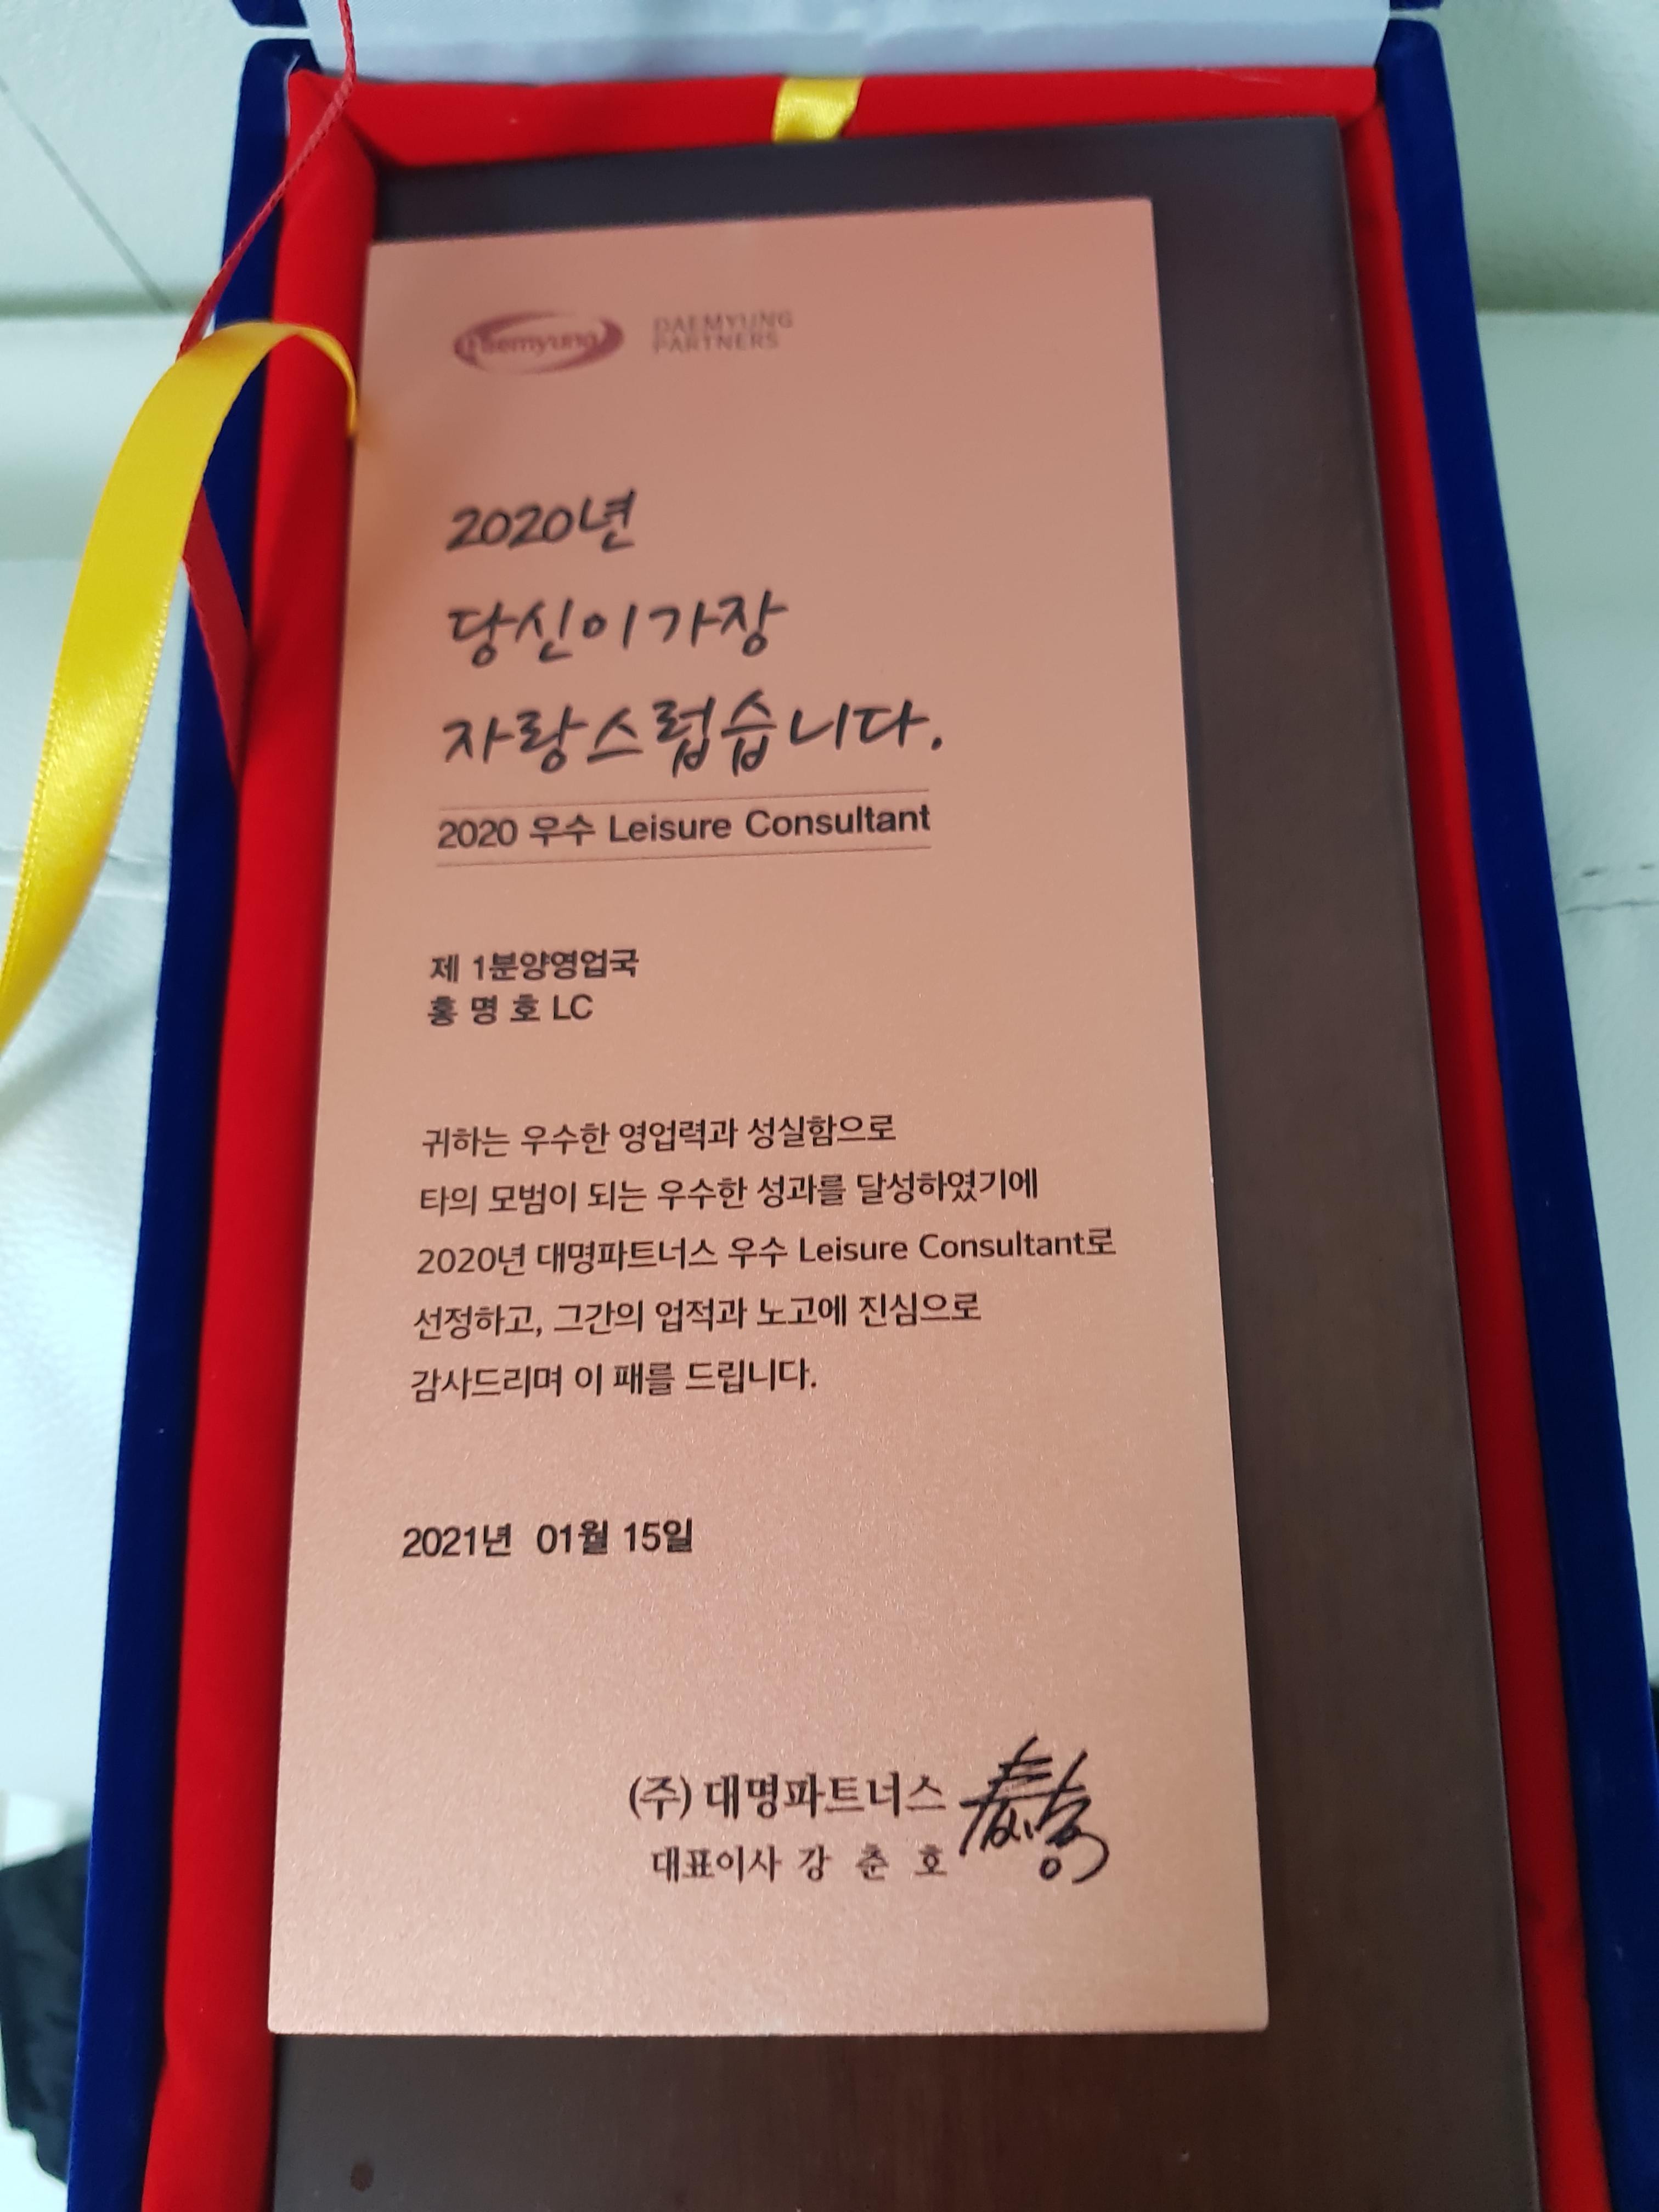 Daemyung DAEMYUNG
PARTNERS
2020년
당신이 가장
자랑스럽습니다.
2020 우수 Leisure Consultant
제 1분양영업국
홍 명 호 LC
귀하는 우수한 영업력과 성실함으로
타의 모범이 되는 우수한 성과를 달성하였기에
2020년 대명파트너스 우수 Leisure Consultant로
선정하고, 그간의 업적과 노고에 진심으로
감사드리며 이 패를 드립니다.
2021년 01월 15일
(주) 대명파트너스
대표이사 강 춘 호